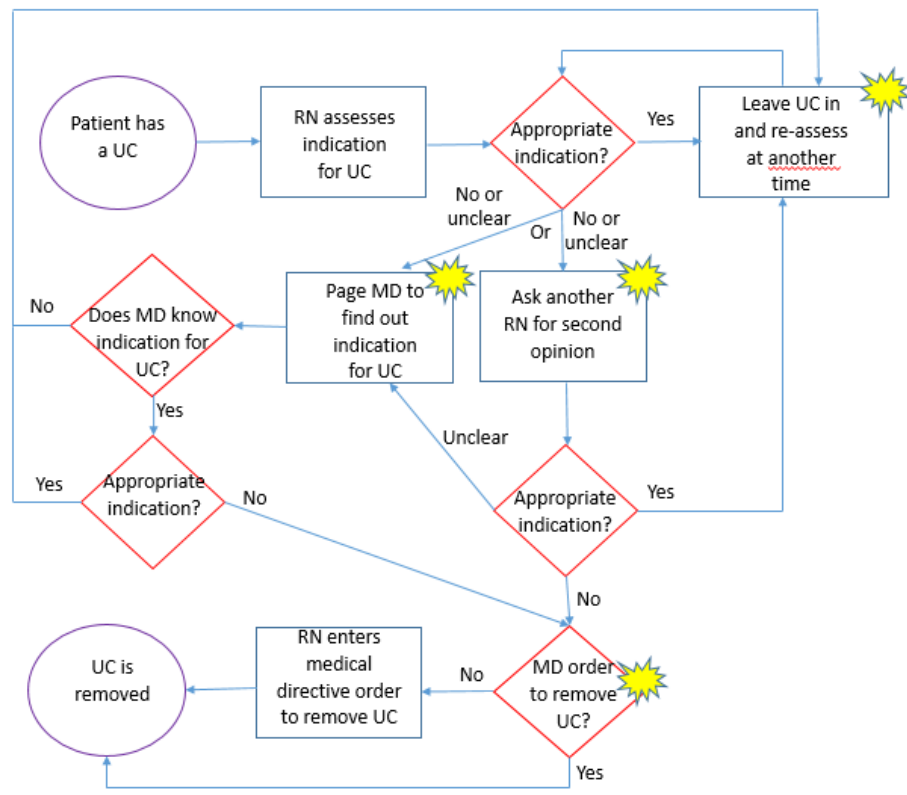 Patient has
a UC
RN assesses
indication
for UC
Appropriate
indication?
Yes
Leave UC in
and re-assess
at another
time
No or
unclear
Or
No or
unclear
Page MD to
find out
indication
for UC
Ask another
RN for second
opinion
No
Does MD know
indication for
UC?
Yes
Unclear
Appropriate
indication?
Yes
Yes
Appropriate
indication?
No
No
MD order
to remove
UC?
No
RN enters
medical
directive order
to remove UC
UC is
removed
Yes